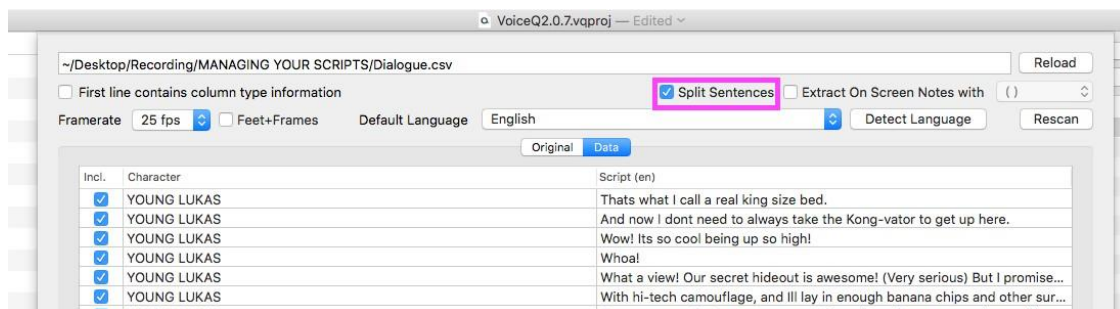 VoiceQ2.0.7.vqproj — Edited
~/Desktop/Recording/MANAGING YOUR SCRIPTS/Dialogue.csv Reload
First line contains column type information Split Sentences Extract On Screen Notes with ( )
Framerate 25 fps Feet+Frames Default Language English Detect Language Rescan
Original Data
Incl. Character Script (en)
YOUNG LUKAS Thats what I call a real king size bed.
YOUNG LUKAS And now I dont need to always take the Kong-vator to get up here.
YOUNG LUKAS Wow! Its so cool being up so high!
YOUNG LUKAS Whoa!
YOUNG LUKAS What a view! Our secret hideout is awesome! (Very serious) But I promise...
YOUNG LUKAS With hi-tech camouflage, and Ill lay in enough banana chips and other sur...